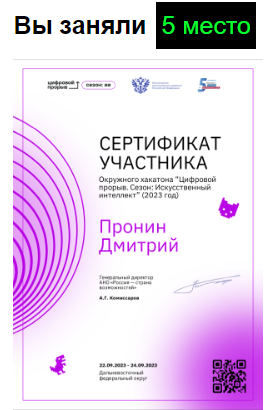 Вы заняли 5 место
цифровой прорыв СЕЗОН: ИИ
СЕРТИФИКАТ
УЧАСТНИКА
Окружного хакатона "Цифровой
прорыв. Сезон: Искусственный
интеллект" (2023 год)
Пронин
Дмитрий
Генеральный директор
АНО «Россия — страна
возможностей»
А.Г. Комиссаров
22.09.2023 - 24.09.2023
Дальневосточный
федеральный округ